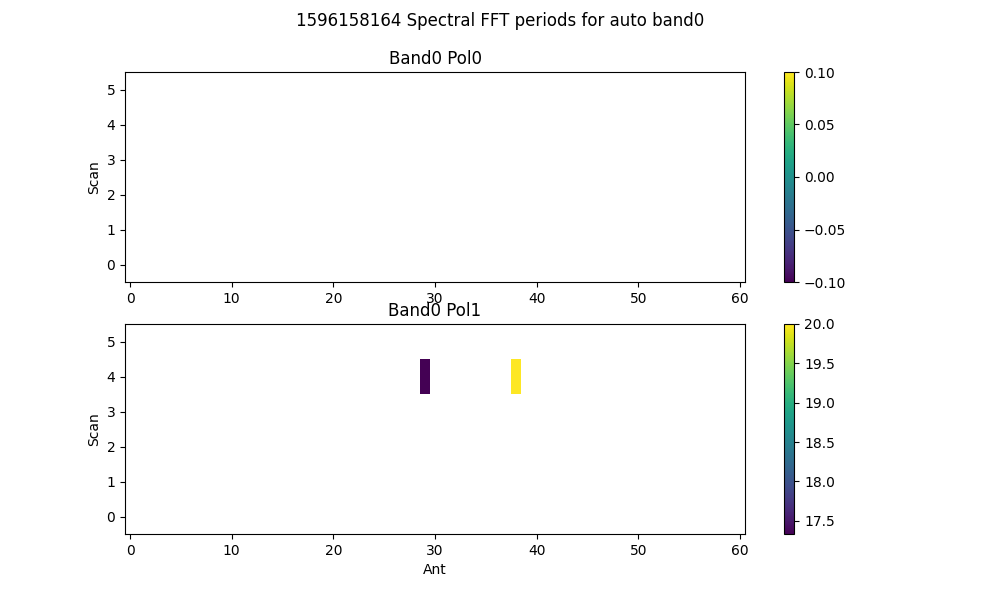 1596158164 Spectral FFT periods for auto band0
Band0 Pol0
5
4
3
2
1
0
Scan
0 10 20 30 40 50 60
0.10
0.05
0.00
−0.05
−0.10
Band0 Pol1
5
4
3
2
1
0
Scan
0 10 20 30 40 50 60
Ant
20.0
19.5
19.0
18.5
18.0
17.5